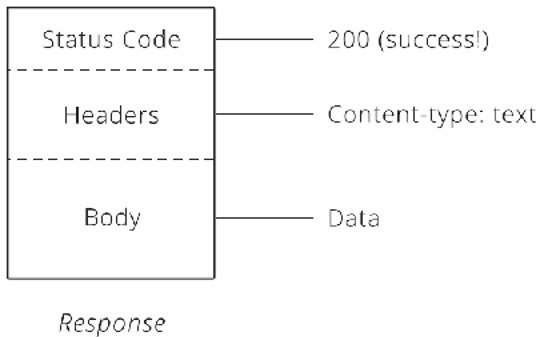 Status Code
200 (success!)
Headers
Content-type: text
Body
Data
Response